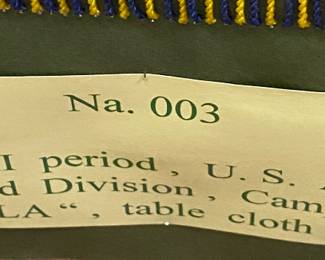 Na. 003
I period, U. S.
d Division, Cam
LA“, table cloth